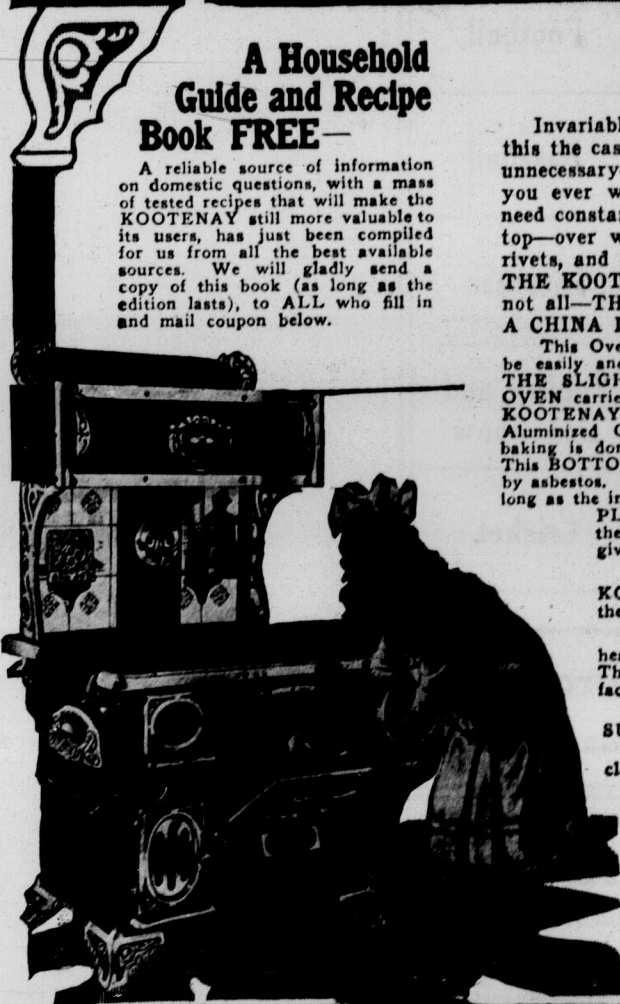 A Household
Guide and Recipe
Book FREE—
A reliable source of information
on domestic questions, with a mass
of tested recipes that will make the
KOOTENAY still more valuable to
its users, has just been compiled
for us from all the best available
sources. We will gladly send a
copy of this book (as long as the
edition lasts), to ALL who fill in
and mail coupon below.
Invariabl
this the cas
unnecessary
you ever w
need consta
top—over w
rivets, and
THE KOOT
not all—TH
A CHINA
This Ove
be easily and
THE SLIGH
OVEN carrie
KOOTENAY
Aluminized C
baking is don
This BOTTO
by asbestos.
long as the in
PL
the
giv
KO
the
hea
Th
fac
SU
cl